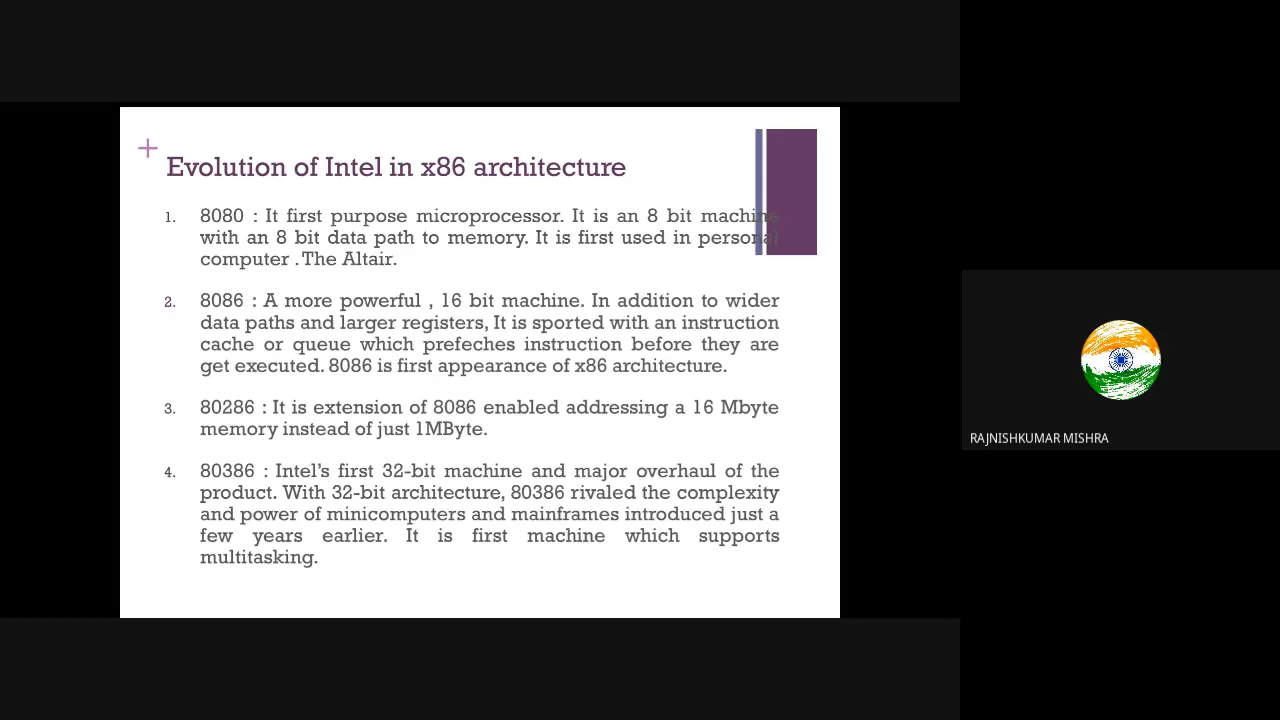 +
Evolution of Intel in x86 architecture
1. 8080 : It first purpose microprocessor. It is an 8 bit machine
with an 8 bit data path to memory. It is first used in personal
computer . The Altair.
2. 8086 : A more powerful , 16 bit machine. In addition to wider
data paths and larger registers, It is sported with an instruction
cache or queue which prefeches instruction before they are
get executed. 8086 is first appearance of x86 architecture.
3. 80286 : It is extension of 8086 enabled addressing a 16 Mbyte
memory instead of just 1MByte.
4. 80386 : Intel's first 32-bit machine and major overhaul of the
product. With 32-bit architecture, 80386 rivaled the complexity
and power of minicomputers and mainframes introduced just a
few years earlier. It is first machine which supports
multitasking.
RAJNISHKUMAR MISHRA